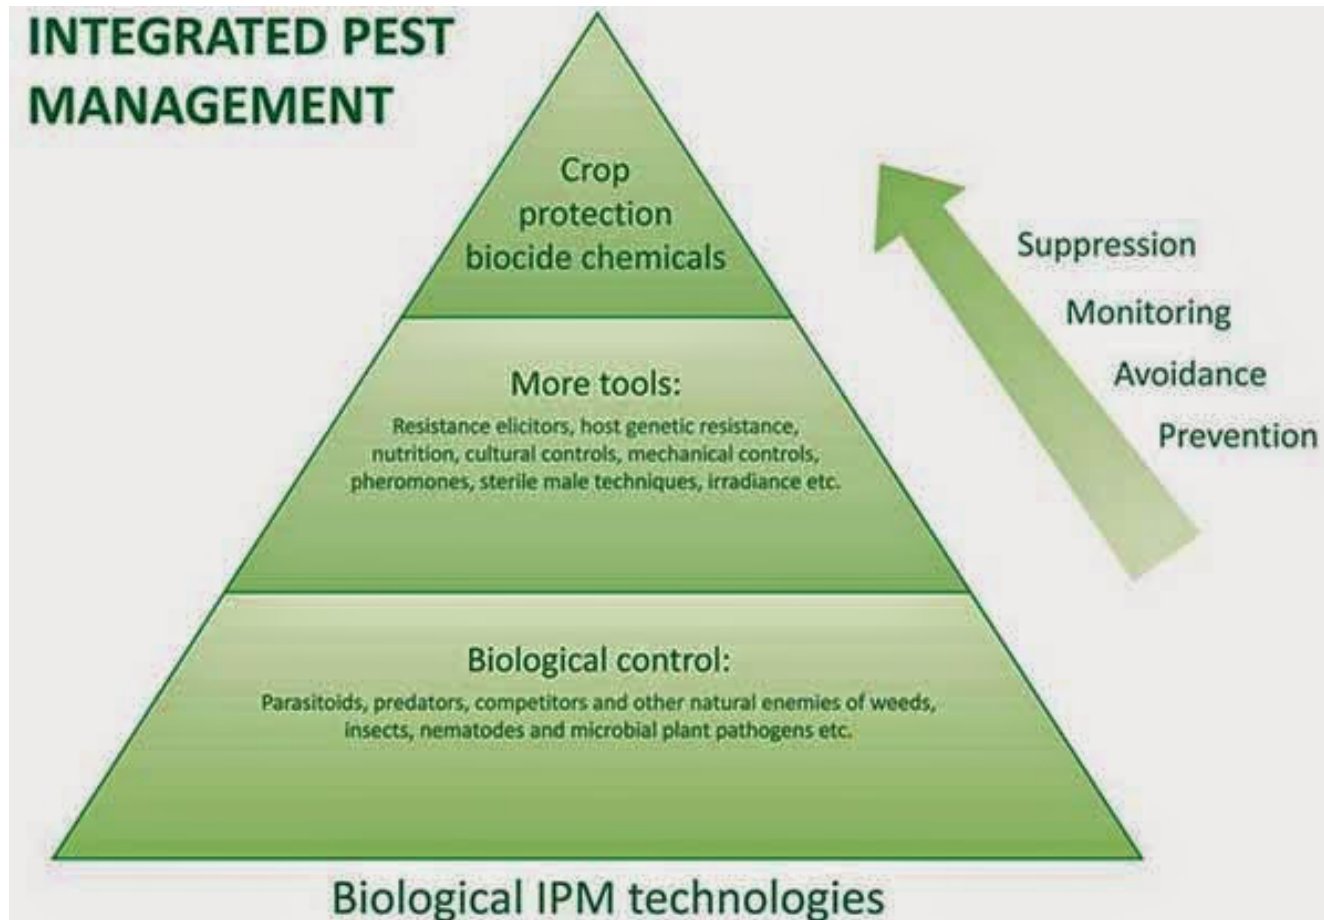 INTEGRATED PEST
MANAGEMENT
Crop
protection
biocide chemicals
More tools:
Resistance elicitors, host genetic resistance,
nutrition, cultural controls, mechanical controls,
pheromones, sterile male techniques, irradiance etc.
Biological control:
Parasitoids, predators, competitors and other natural enemies of weeds,
insects, nematodes and microbial plant pathogens etc.
Suppression
Monitoring
Avoidance
Prevention
Biological IPM technologies